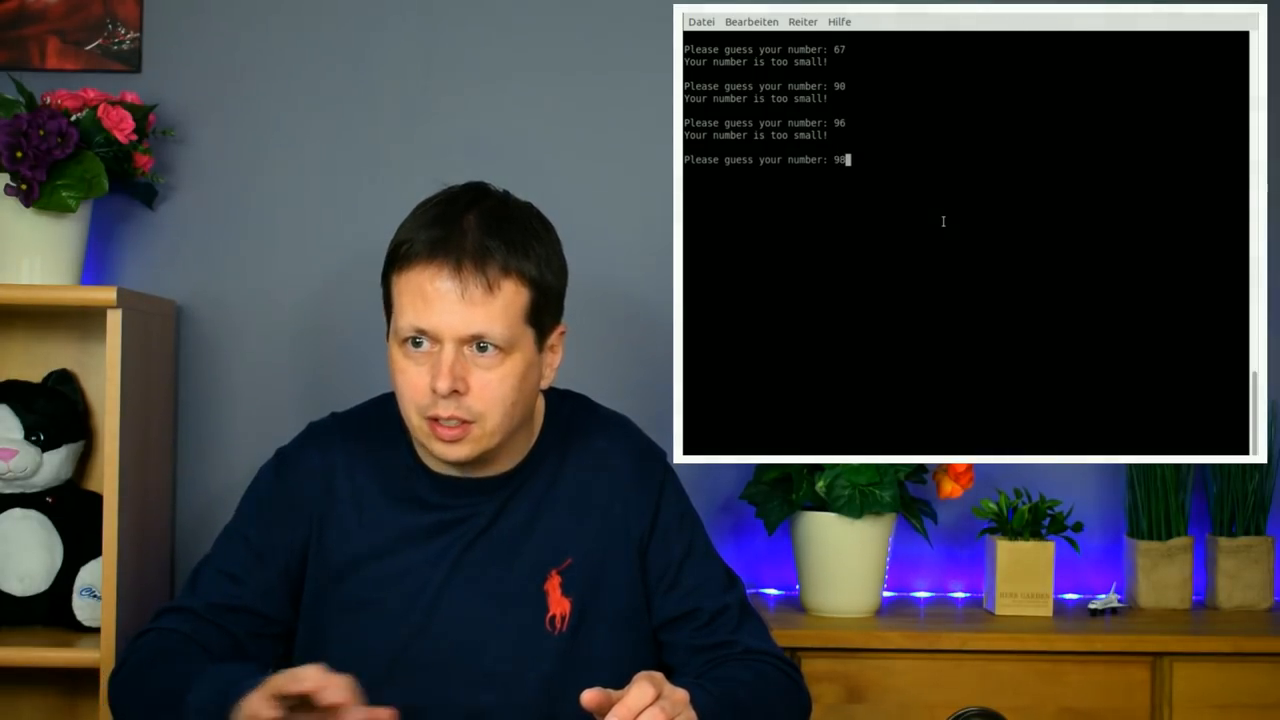 Datei Bearbeiten Reiter Hilfe
Please guess your number: 67
Your number is too small!
Please guess your number: 90
Your number is too small!
Please guess your number: 96
Your number is too small!
Please guess your number: 98
HERB GARDEN